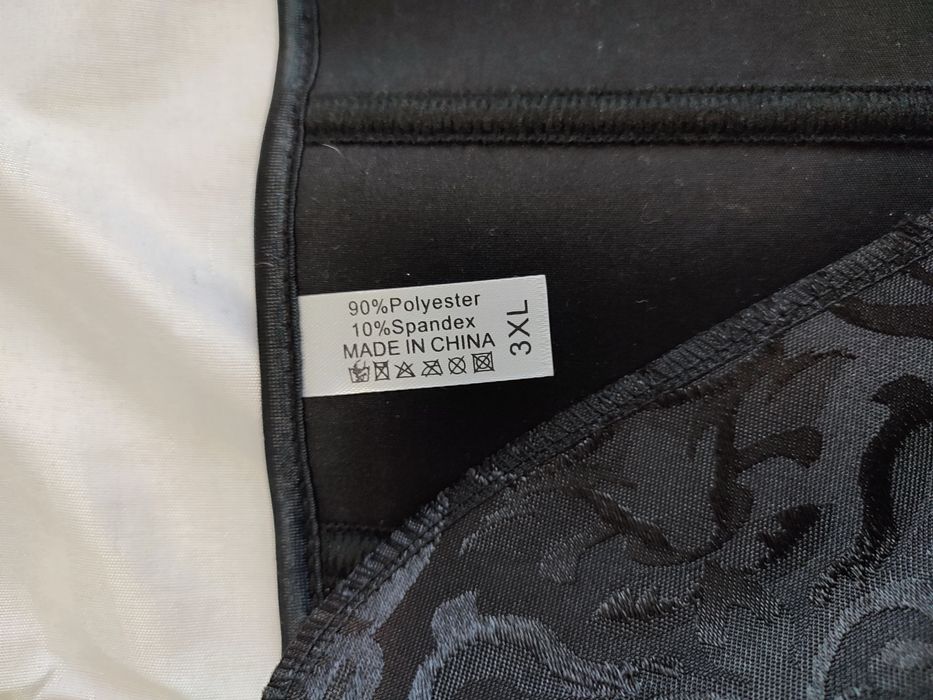 90%Polyester
10%Spandex
MADE IN CHINA
3XL